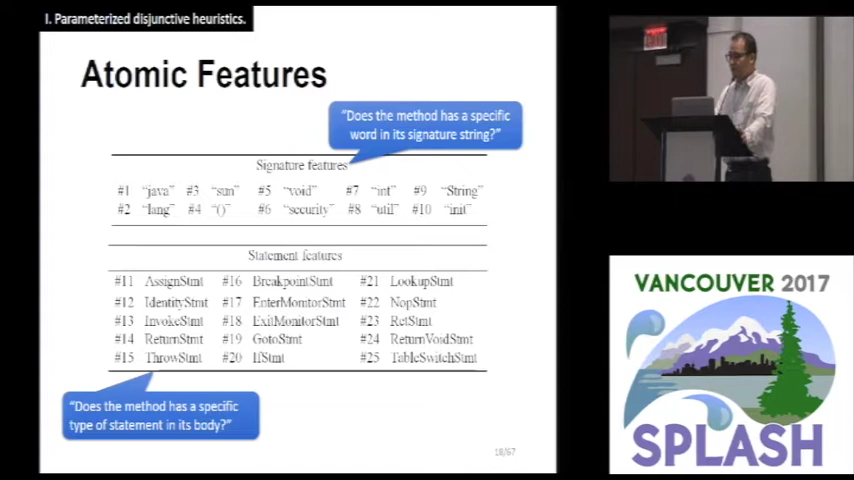 I. Parameterized disjunctive heuristics.
Atomic Features
"Does the method has a specific
word in its signature string?"
Signature features
#1 "java" #3 "sun" #5 "void" #7 "int" #9 "String"
#2 "lang" #4 "()" #6 "security" #8 "util" #10 "init"
Statement features
#11 AssignStmt #16 BreakpointStmt #21 LookupStmt
#12 IdentityStmt #17 EnterMonitorStmt #22 NopStmt
#13 InvokeStmt #18 ExitMonitorStmt #23 RetStmt
#14 ReturnStmt #19 GotoStmt #24 ReturnVoidStmt
#15 ThrowStmt #20 IfStmt #25 TableSwitchStmt
"Does the method has a specific
type of statement in its body?"
18/67
VANCOUVER 2017
SPLASH